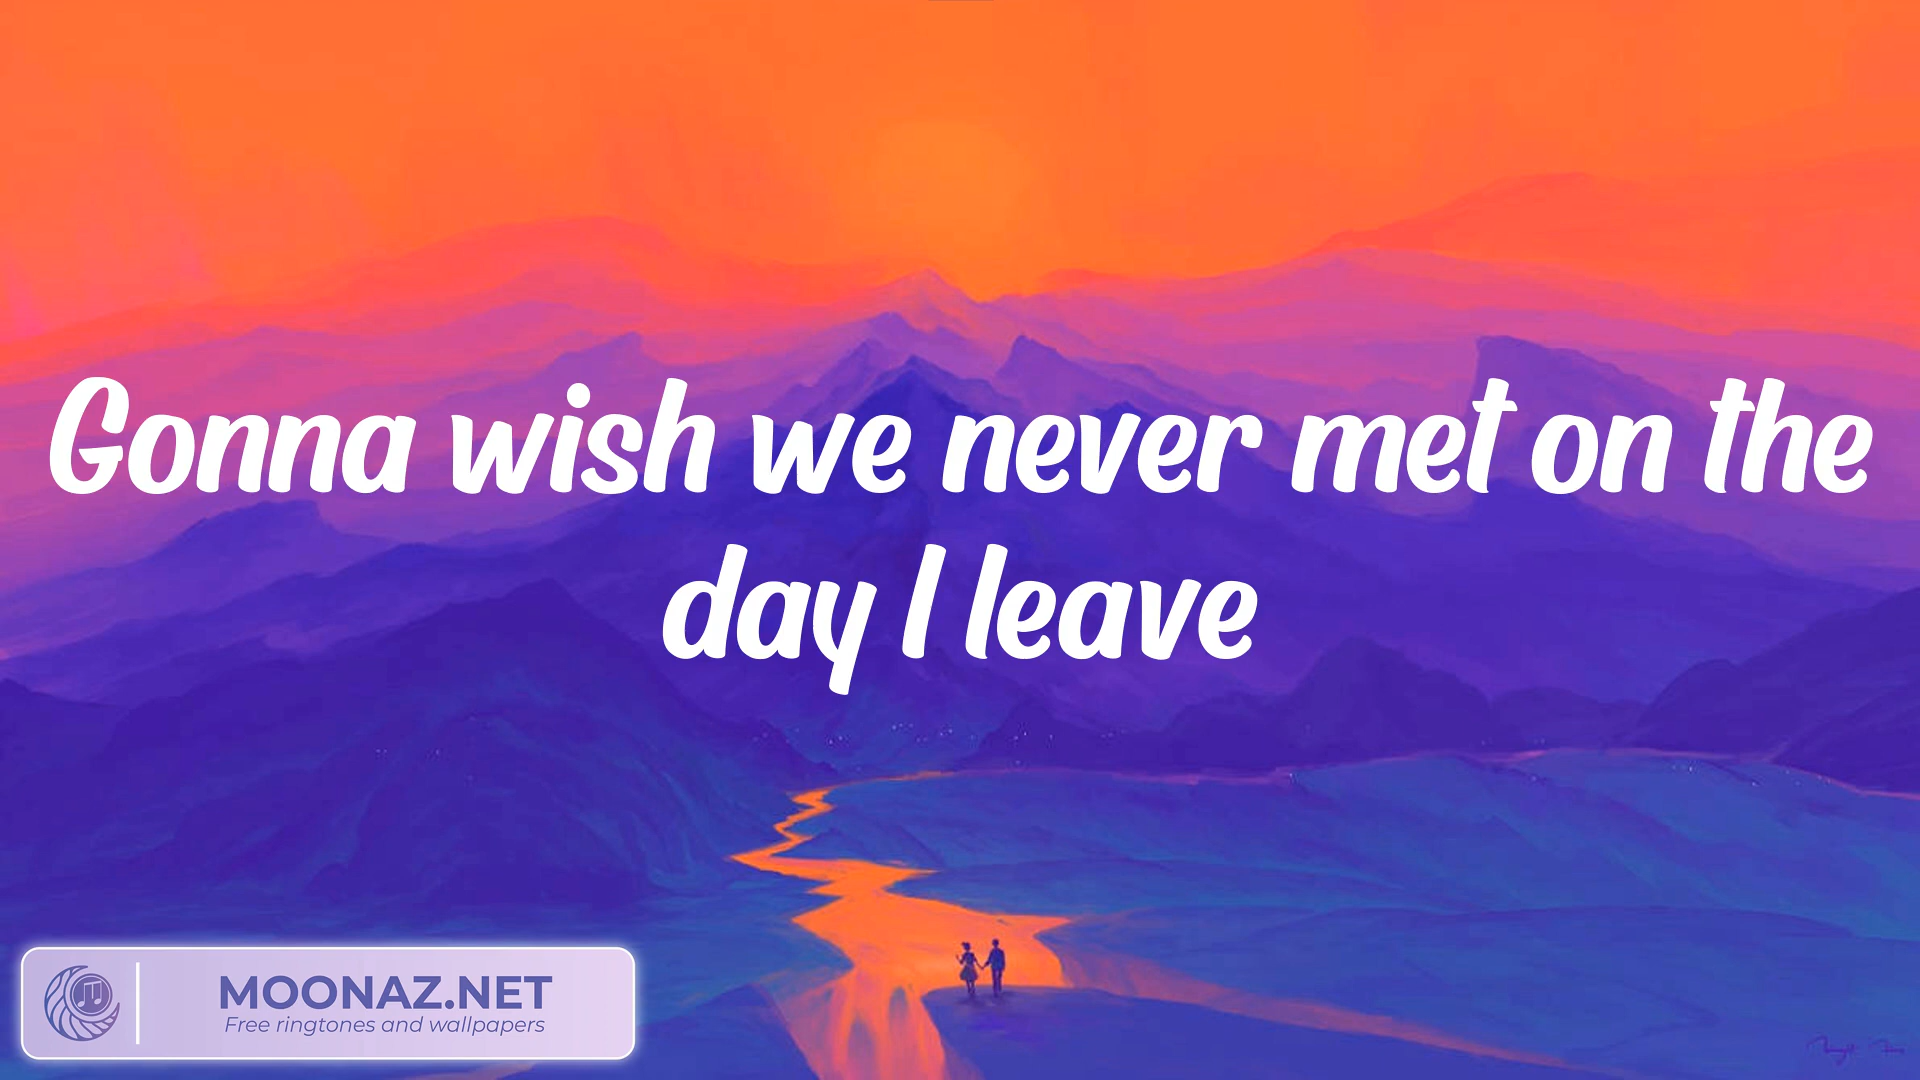 Gonna wish we never met on the
day I leave
MOONAZ.NET
Free ringtones and wallpapers